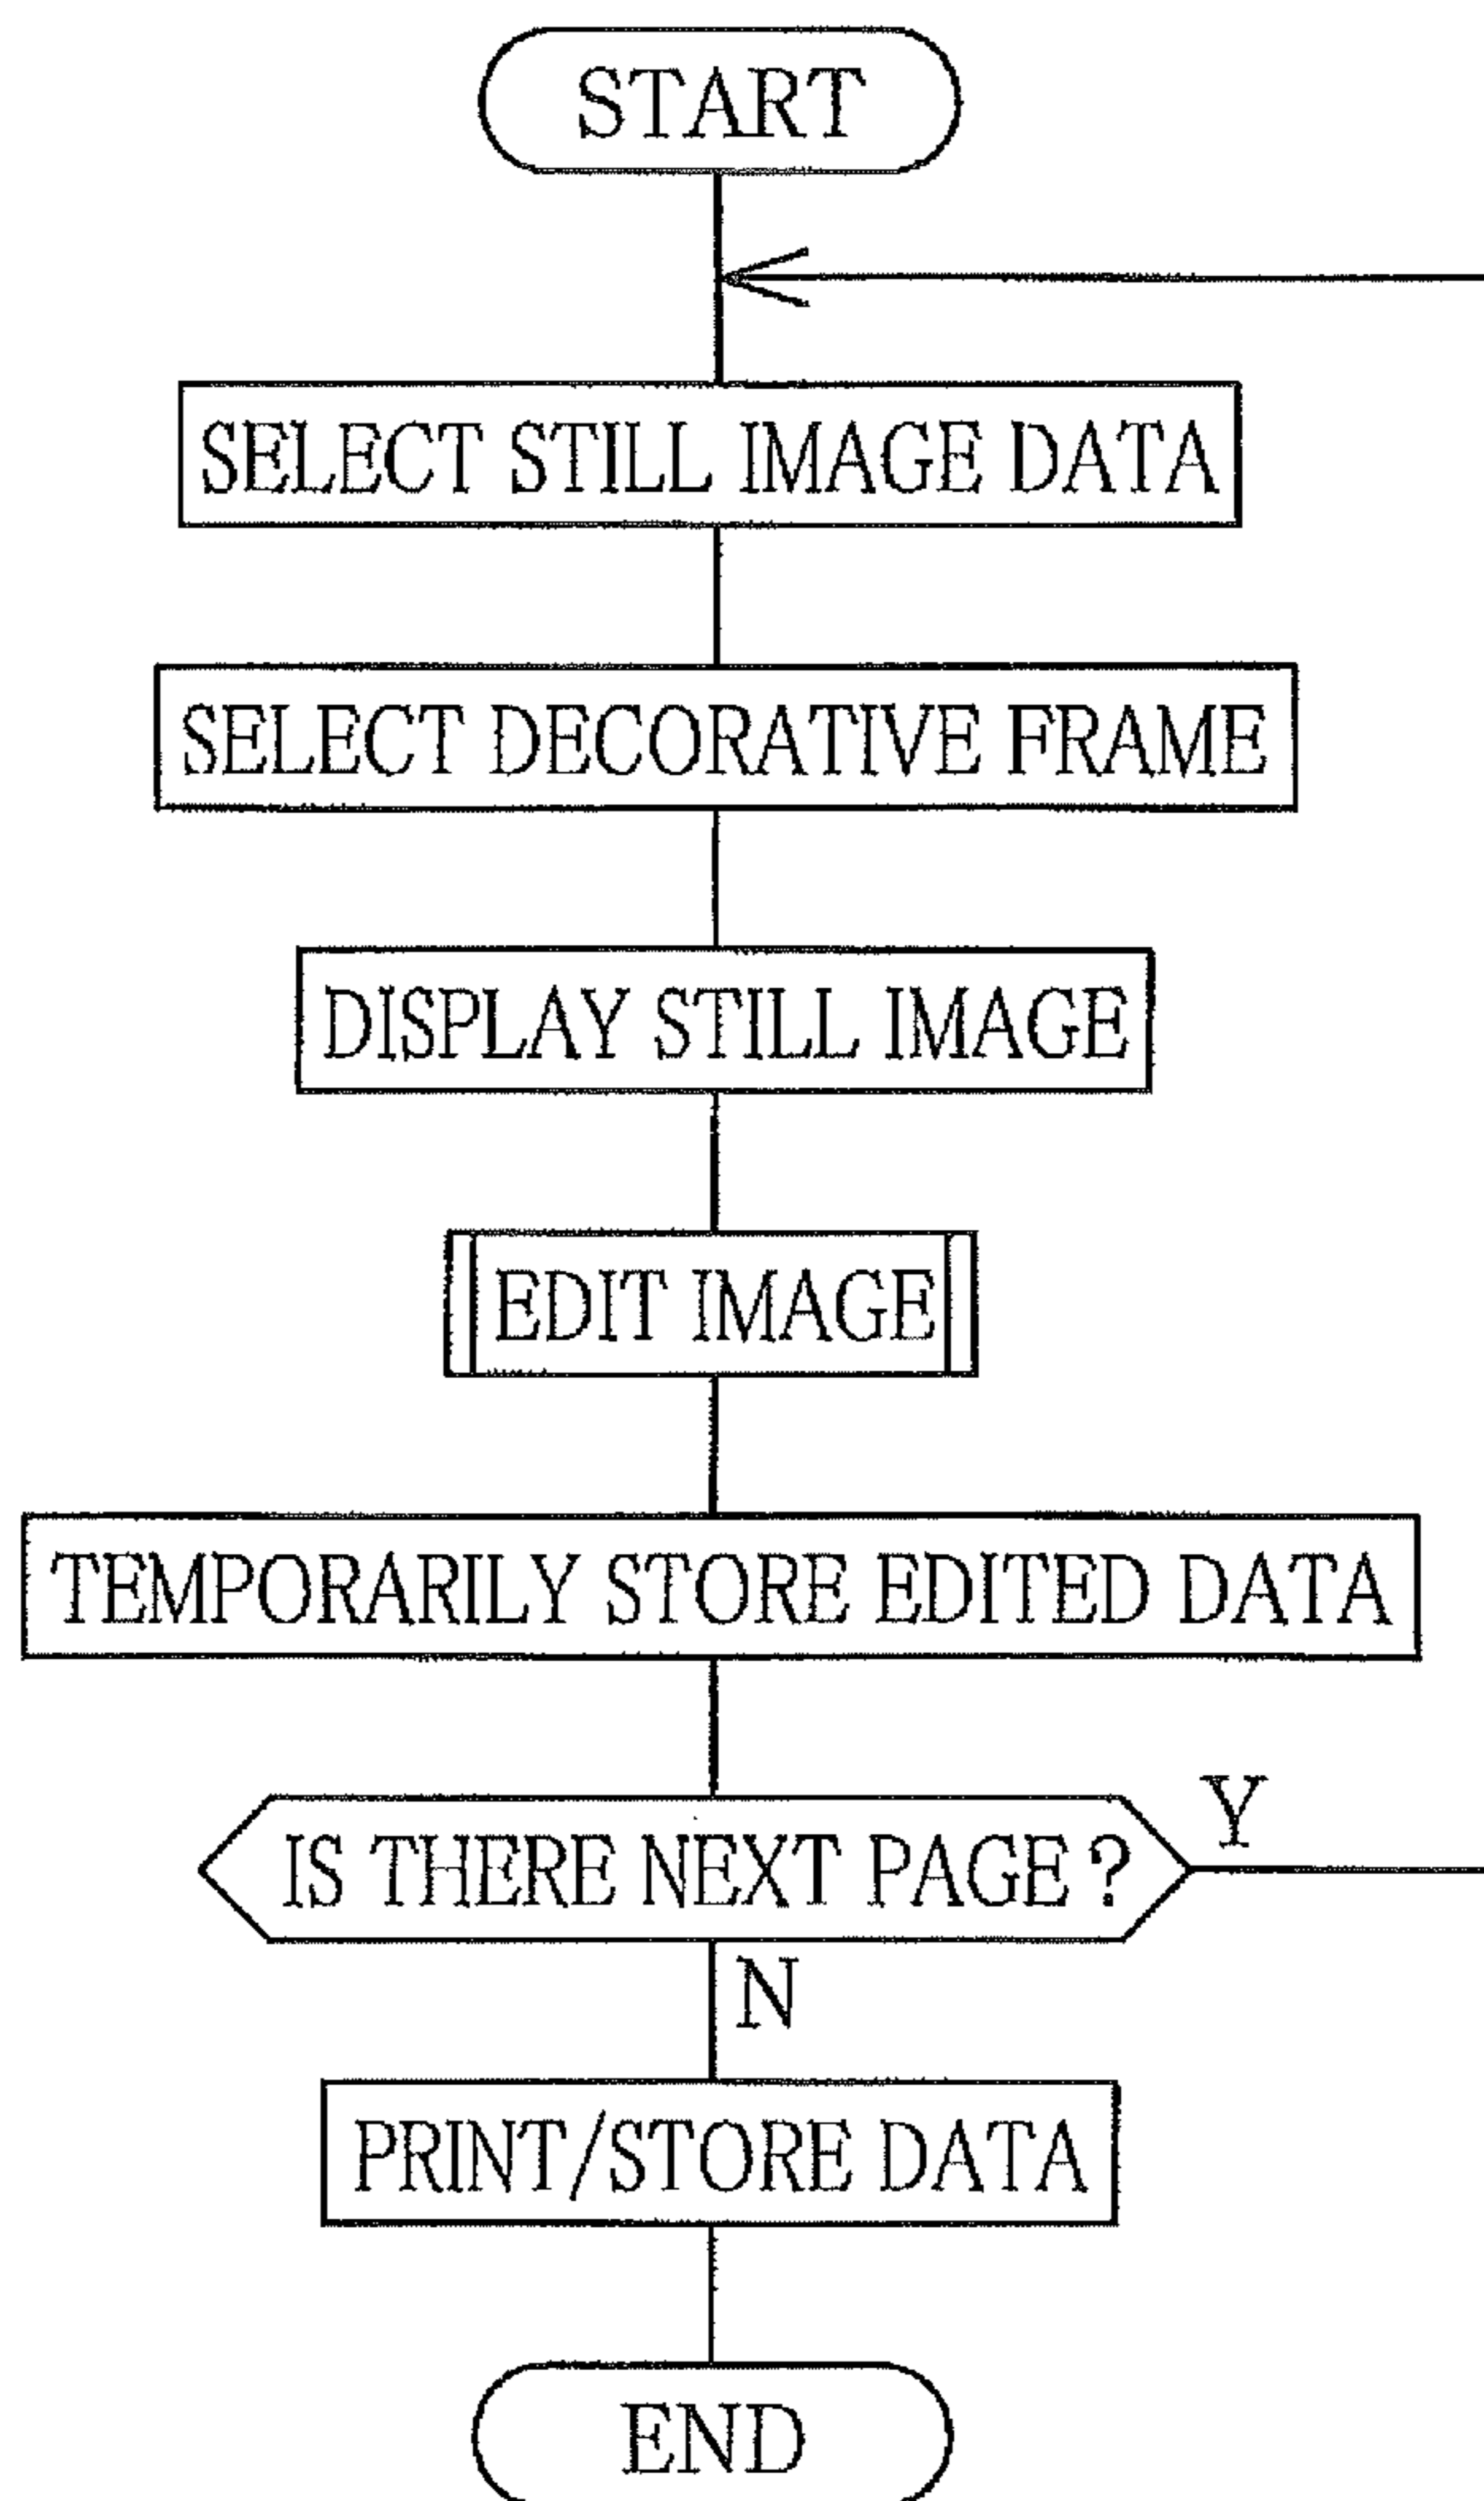 START
SELECT STILL IMAGE DATA
SELECT DECORATIVE FRAME
DISPLAY STILL IMAGE
EDIT IMAGE
TEMPORARILY STORE EDITED DATA
IS THERE NEXT PAGE?
Y
N
PRINT/STORE DATA
END